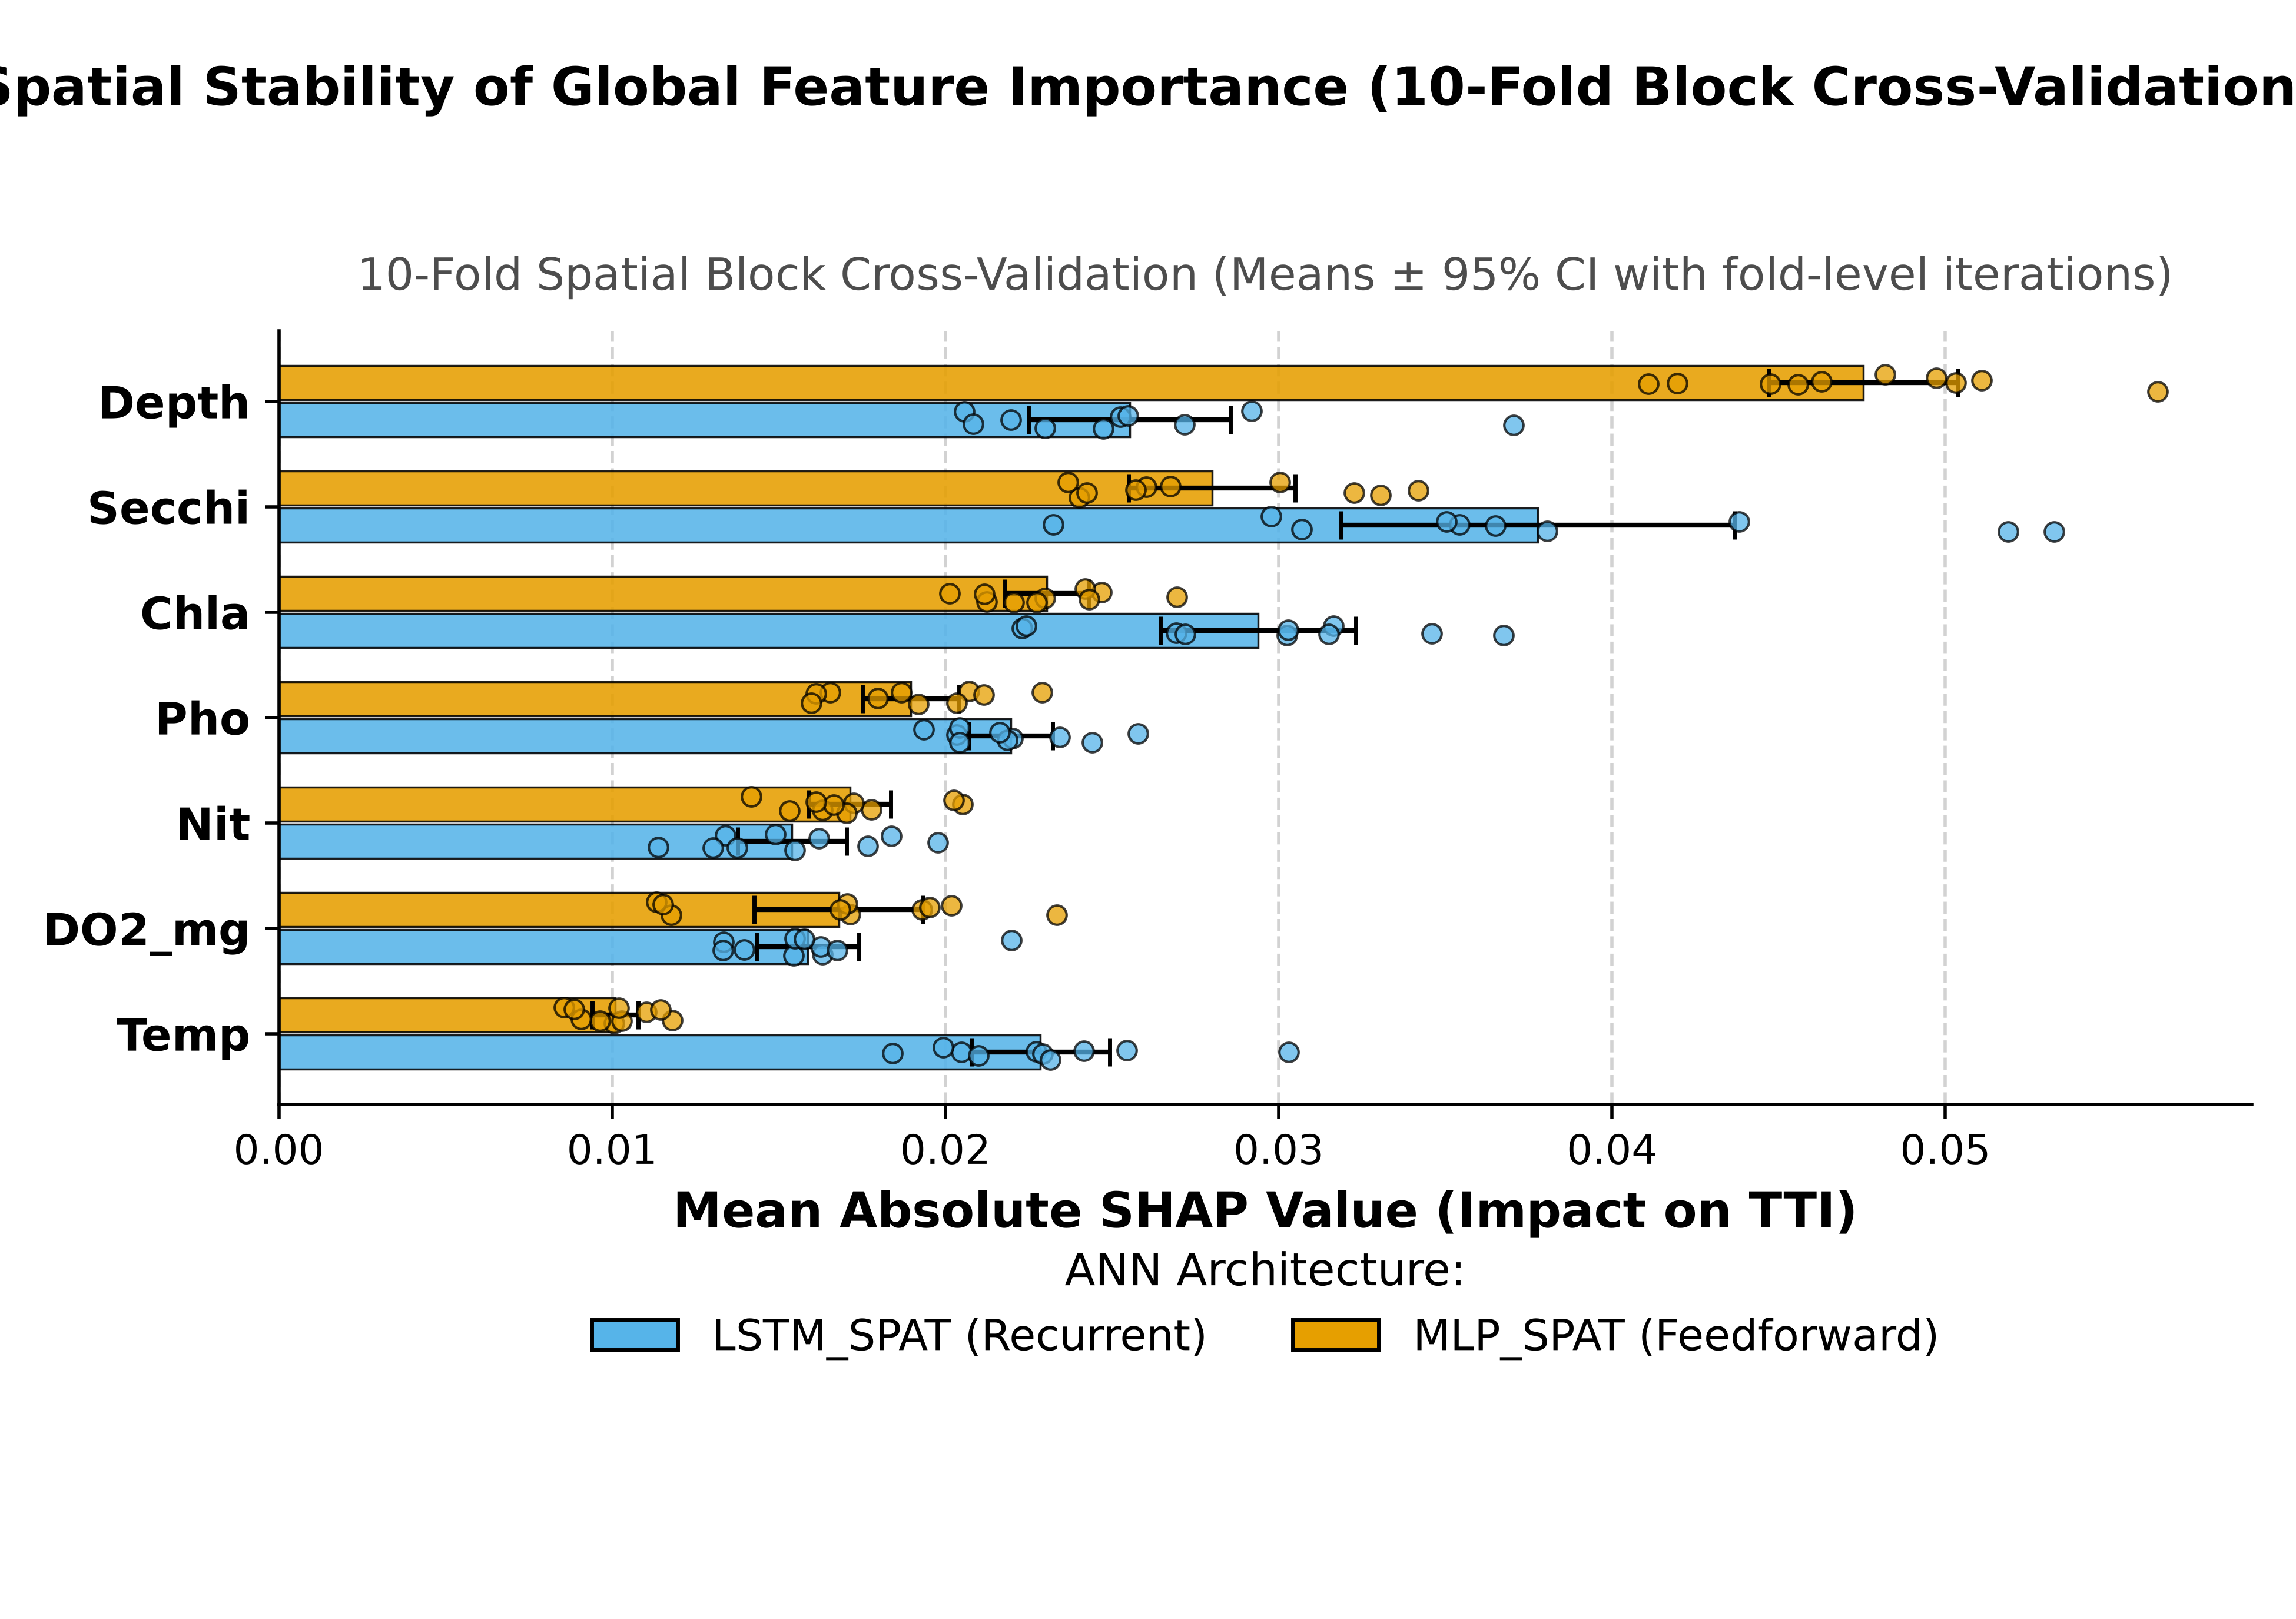 Spatial Stability of Global Feature Importance (10-Fold Block Cross-Validation
10-Fold Spatial Block Cross-Validation (Means ± 95% CI with fold-level iterations)
Depth
Secchi
Chla
Pho
Nit
DO2_mg
Temp
0.00 0.01 0.02 0.03 0.04 0.05
Mean Absolute SHAP Value (Impact on TTI)
ANN Architecture:
LSTM_SPAT (Recurrent) MLP_SPAT (Feedforward)